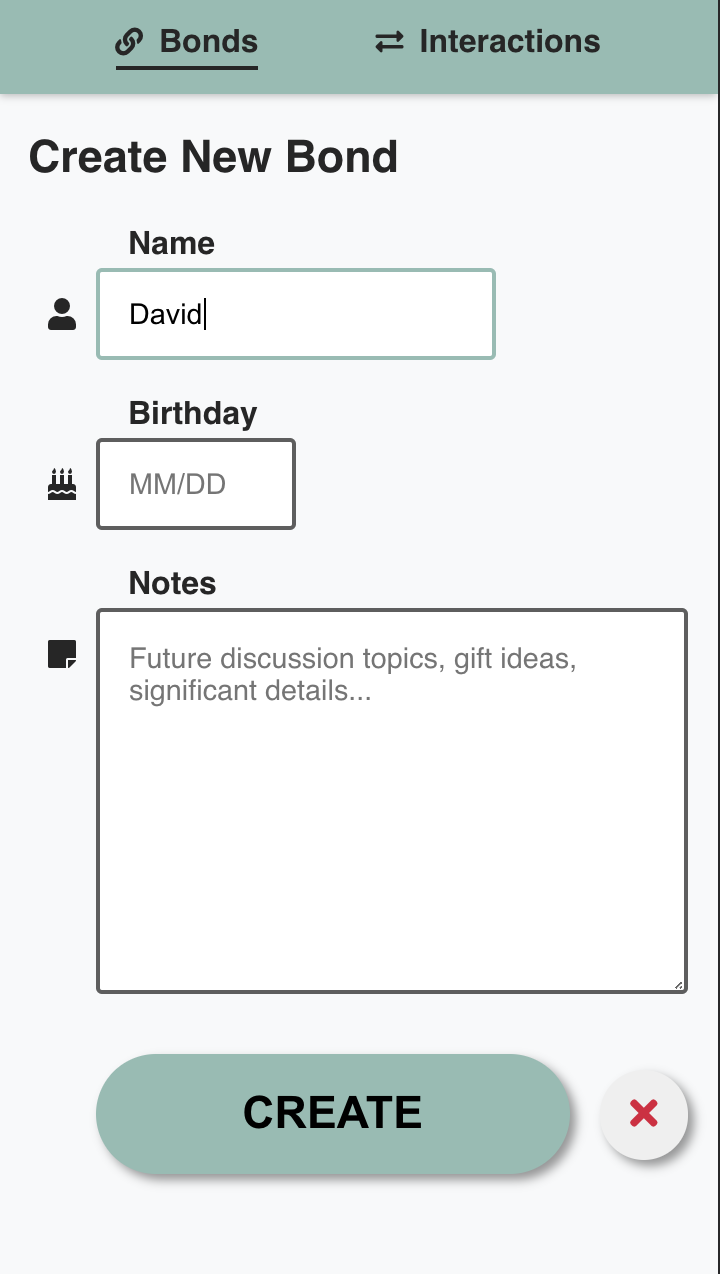 Bonds Interactions
Create New Bond
Name
David
Birthday
MM/DD
Notes
Future discussion topics, gift ideas,
significant details...
CREATE